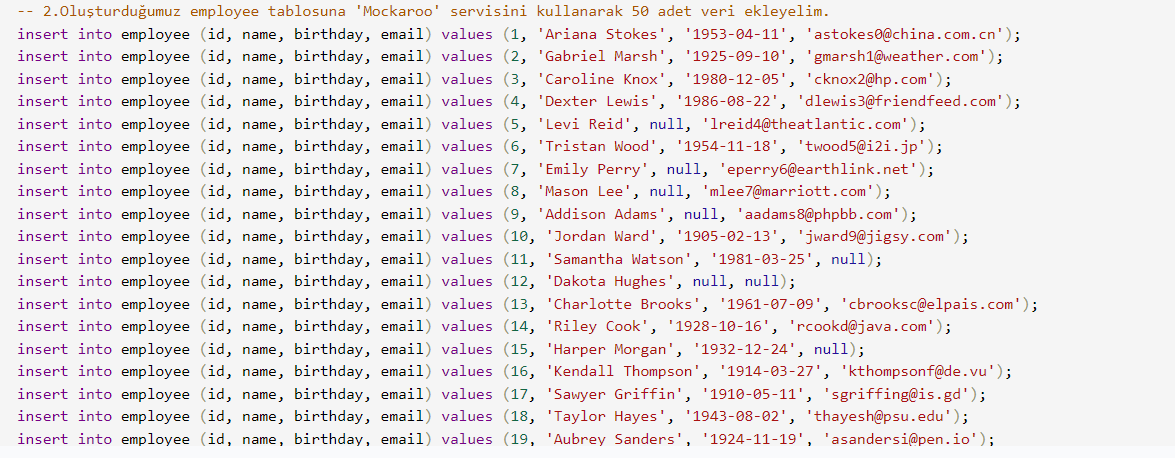 -- 2.Oluşturduğumuz employee tablosuna 'Mockaroo' servisini kullanarak 50 adet veri ekleyelim.
insert into employee (id, name, birthday, email) values (1, 'Ariana Stokes', '1953-04-11', 'astokes0@china.com.cn');
insert into employee (id, name, birthday, email) values (2, 'Gabriel Marsh', '1925-09-10', 'gmarsh1@weather.com');
insert into employee (id, name, birthday, email) values (3, 'Caroline Knox', '1980-12-05', 'cknox2@hp.com');
insert into employee (id, name, birthday, email) values (4, 'Dexter Lewis', '1986-08-22', 'dlewis3@friendfeed.com');
insert into employee (id, name, birthday, email) values (5, 'Levi Reid', null, 'lreid4@theatlantic.com');
insert into employee (id, name, birthday, email) values (6, 'Tristan Wood', '1954-11-18', 'twood5@i2i.jp');
insert into employee (id, name, birthday, email) values (7, 'Emily Perry', null, 'eperry6@earthlink.net');
insert into employee (id, name, birthday, email) values (8, 'Mason Lee', null, 'mlee7@marriott.com');
insert into employee (id, name, birthday, email) values (9, 'Addison Adams', null, 'aadams8@phpbb.com');
insert into employee (id, name, birthday, email) values (10, 'Jordan Ward', '1905-02-13', 'jward9@jigsy.com');
insert into employee (id, name, birthday, email) values (11, 'Samantha Watson', '1981-03-25', null);
insert into employee (id, name, birthday, email) values (12, 'Dakota Hughes', null, null);
insert into employee (id, name, birthday, email) values (13, 'Charlotte Brooks', '1961-07-09', 'cbrooksc@elpais.com');
insert into employee (id, name, birthday, email) values (14, 'Riley Cook', '1928-10-16', 'rcookd@java.com');
insert into employee (id, name, birthday, email) values (15, 'Harper Morgan', '1932-12-24', null);
insert into employee (id, name, birthday, email) values (16, 'Kendall Thompson', '1914-03-27', 'kthompsonf@de.vu');
insert into employee (id, name, birthday, email) values (17, 'Sawyer Griffin', '1910-05-11', 'sgriffing@is.gd');
insert into employee (id, name, birthday, email) values (18, 'Taylor Hayes', '1943-08-02', 'thayesh@psu.edu');
insert into employee (id, name, birthday, email) values (19, 'Aubrey Sanders', '1924-11-19', 'asandersi@pen.io');